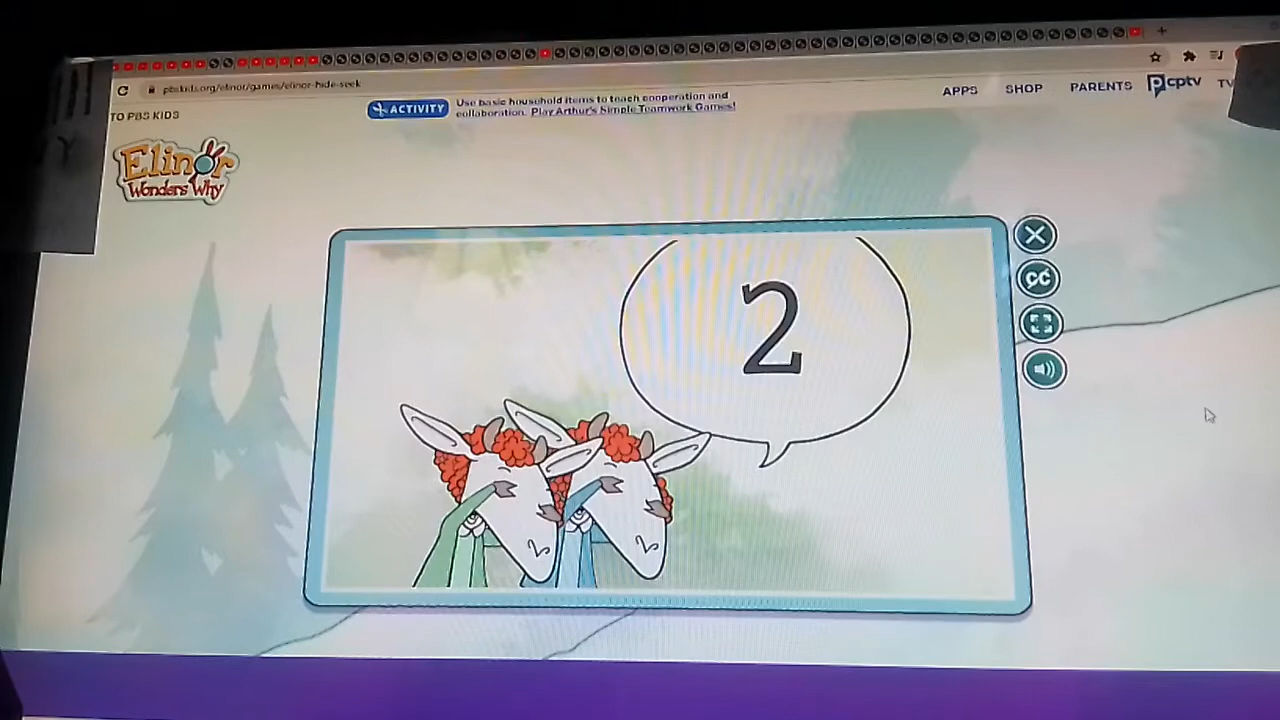 pbskids.org/elinor/games/elinor-hide-seek
TO PBS KIDS
ACTIVITY
Use basic household items to teach cooperation and
collaboration. Play Arthur's Simple Teamwork Games!
APPS
SHOP
PARENTS
P cptv
TV
Elinor
Wonders Why
2
CC